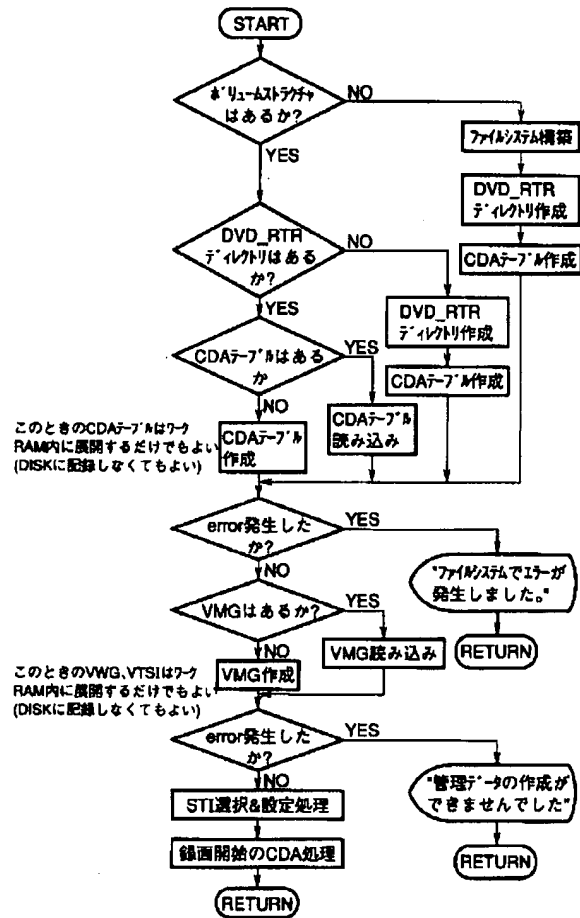 START
ﾎﾞﾘｭｰﾑｽﾄﾗｸﾁｬ
はあるか?
NO
YES
ﾌｧｲﾙｼｽﾃﾑ構築
DVD_RTR
ﾃﾞｨﾚｸﾄﾘ作成
CDAﾃｰﾌﾞﾙ作成
DVD_RTR
ﾃﾞｨﾚｸﾄﾘはある
か?
NO
YES
DVD_RTR
ﾃﾞｨﾚｸﾄﾘ作成
CDAﾃｰﾌﾞﾙ作成
CDAﾃｰﾌﾞﾙはある
か
YES
NO
CDAﾃｰﾌﾞﾙ
読み込み
このときのCDAﾃｰﾌﾞﾙはﾜｰｸ
RAM内に展開するだけでもよい
(DISKに記録しなくてもよい)
CDAﾃｰﾌﾞﾙ
作成
error発生した
か?
YES
NO
"ﾌｧｲﾙｼｽﾃﾑでｴﾗｰが
発生しました。"
RETURN
VMGはあるか?
YES
NO
VMG読み込み
VMG作成
このときのVWG、VTSIはﾜｰｸ
RAM内に展開するだけでもよい
(DISKに記録しなくてもよい)
error発生した
か?
YES
NO
"管理ﾃﾞｰﾀの作成が
できませんでした"
RETURN
STI選択&設定処理
録画開始のCDA処理
RETURN